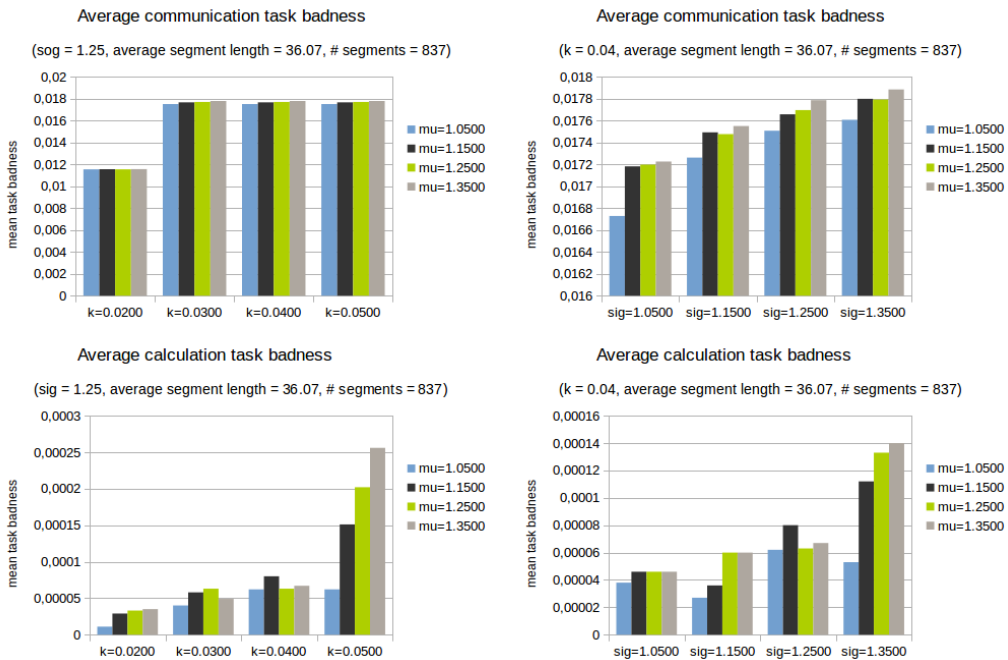 Average communication task badness
(sog = 1.25, average segment length = 36.07, # segments = 837)
mean task badness
0,02
0,018
0,016
0,014
0,012
0,01
0,008
0,006
0,004
0,002
0
k=0.0200 k=0.0300 k=0.0400 k=0.0500
mu=1.0500
mu=1.1500
mu=1.2500
mu=1.3500
Average communication task badness
(k = 0.04, average segment length = 36.07, # segments = 837)
mean task badness
0,018
0,0178
0,0176
0,0174
0,0172
0,017
0,0168
0,0166
0,0164
0,0162
0,016
sig=1.0500 sig=1.1500 sig=1.2500 sig=1.3500
mu=1.0500
mu=1.1500
mu=1.2500
mu=1.3500
Average calculation task badness
(sig = 1.25, average segment length = 36.07, # segments = 837)
mean task badness
0,0003
0,00025
0,0002
0,00015
0,0001
0,00005
0
k=0.0200 k=0.0300 k=0.0400 k=0.0500
mu=1.0500
mu=1.1500
mu=1.2500
mu=1.3500
Average calculation task badness
(k = 0.04, average segment length = 36.07, # segments = 837)
mean task badness
0,00016
0,00014
0,00012
0,0001
0,00008
0,00006
0,00004
0,00002
0
sig=1.0500 sig=1.1500 sig=1.2500 sig=1.3500
mu=1.0500
mu=1.1500
mu=1.2500
mu=1.3500